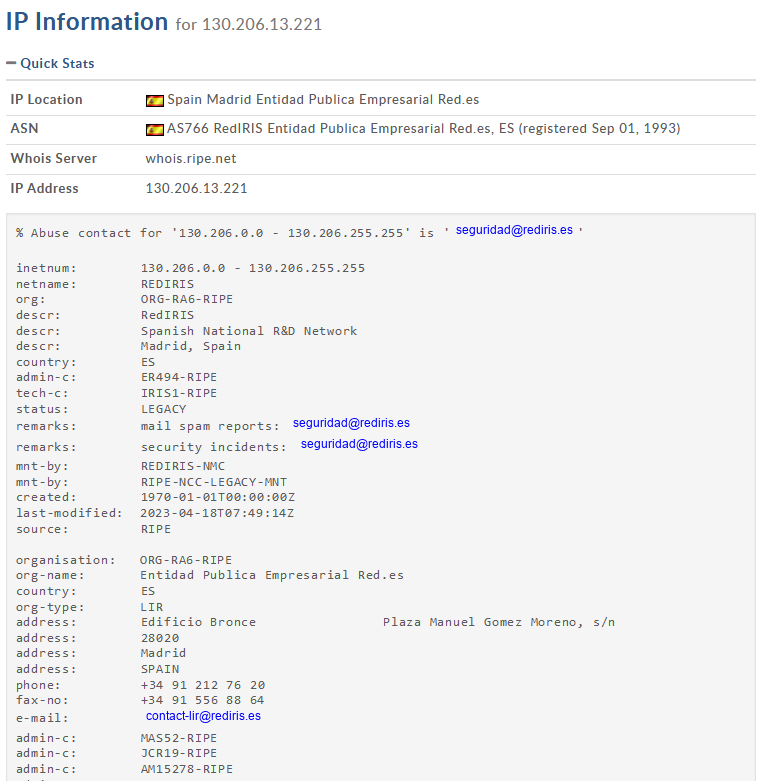 IP Information for 130.206.13.221
Quick Stats
IP Location Spain Madrid Entidad Publica Empresarial Red.es
ASN AS766 RedIRIS Entidad Publica Empresarial Red.es, ES (registered Sep 01, 1993)
Whois Server whois.ripe.net
IP Address 130.206.13.221
% Abuse contact for '130.206.0.0 - 130.206.255.255' is ' seguridad@rediris.es '
inetnum: 130.206.0.0 - 130.206.255.255
netname: REDIRIS
org: ORG-RA6-RIPE
descr: RedIRIS
descr: Spanish National R&D Network
descr: Madrid, Spain
country: ES
admin-c: ER494-RIPE
tech-c: IRIS1-RIPE
status: LEGACY
remarks: mail spam reports: seguridad@rediris.es
remarks: security incidents: seguridad@rediris.es
mnt-by: REDIRIS-NMC
mnt-by: RIPE-NCC-LEGACY-MNT
created: 1970-01-01T00:00:00Z
last-modified: 2023-04-18T07:49:14Z
source: RIPE
organisation: ORG-RA6-RIPE
org-name: Entidad Publica Empresarial Red.es
country: ES
org-type: LIR
address: Edificio Bronce Plaza Manuel Gomez Moreno, s/n
address: 28020
address: Madrid
address: SPAIN
phone: +34 91 212 76 20
fax-no: +34 91 556 88 64
e-mail: contact-lir@rediris.es
admin-c: MAS52-RIPE
admin-c: JCR19-RIPE
admin-c: AM15278-RIPE